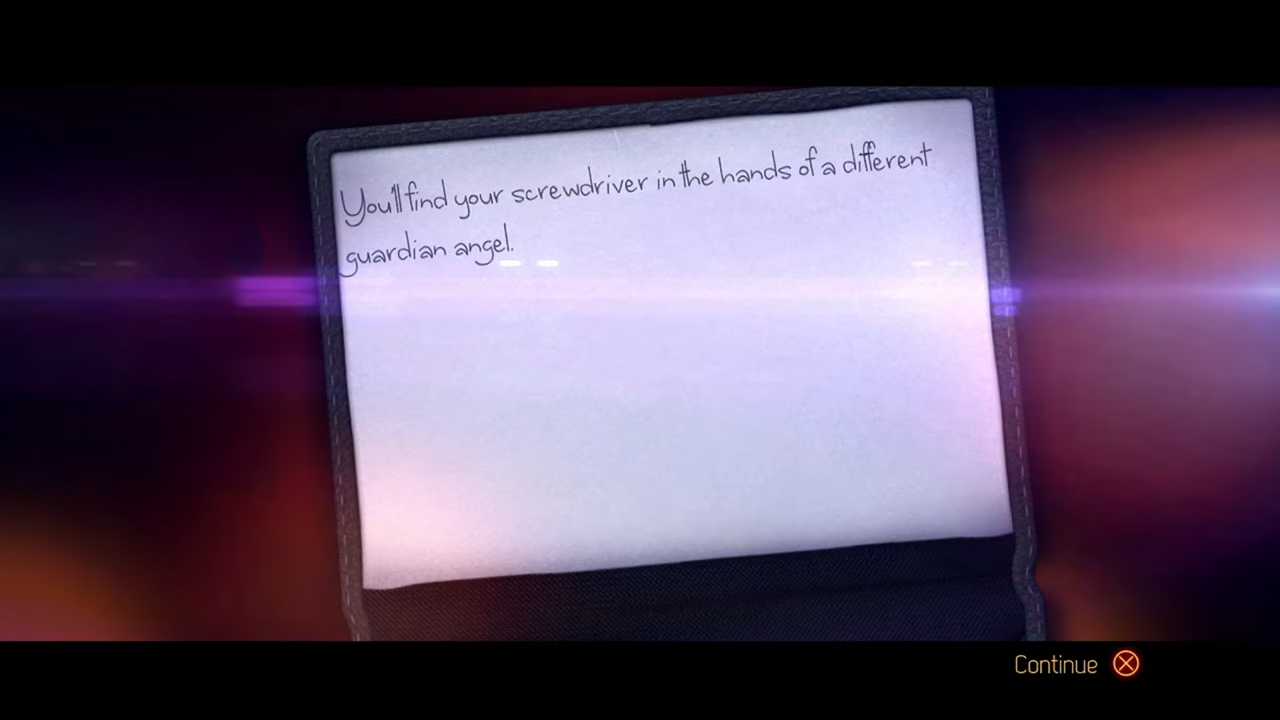 You'll find your screwdriver in the hands of a different
guardian angel.
Continue